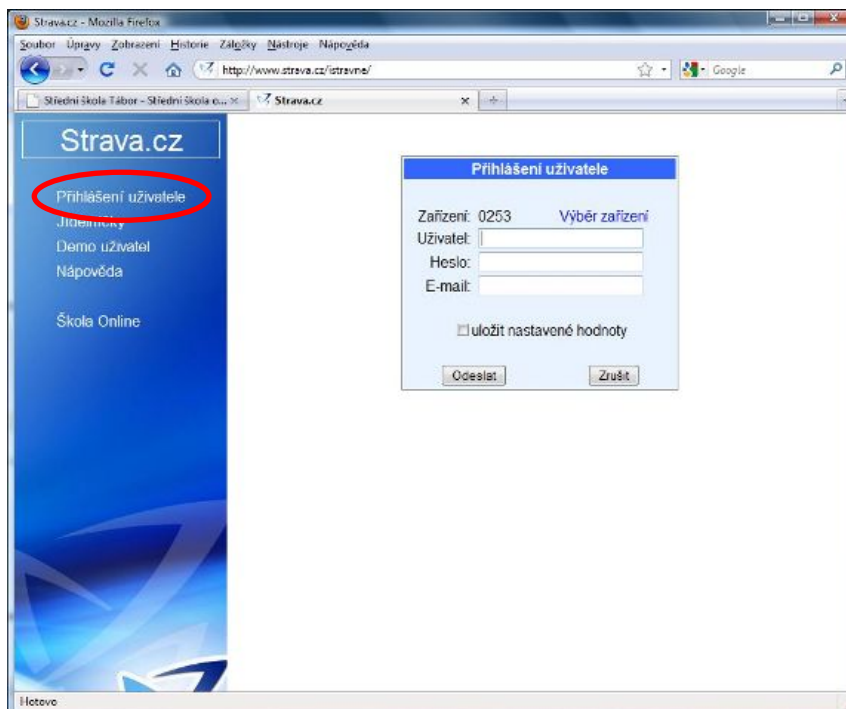 Strava.cz - Mozilla Firefox
Soubor Úpravy Zobrazení Historie Záložky Nástroje Nápověda
http://www.strava.cz/istravne/
Google
Střední škola Tábor - Střední škola o...
Strava.cz
Strava.cz
Přihlášení uživatele
Jídelníčky
Demo uživatel
Nápověda
Škola Online
Přihlášení uživatele
Zařízení: 0253 Výběr zařízení
Uživatel:
Heslo:
E-mail:
uložit nastavené hodnoty
Odeslat Zrušit
Hotovo